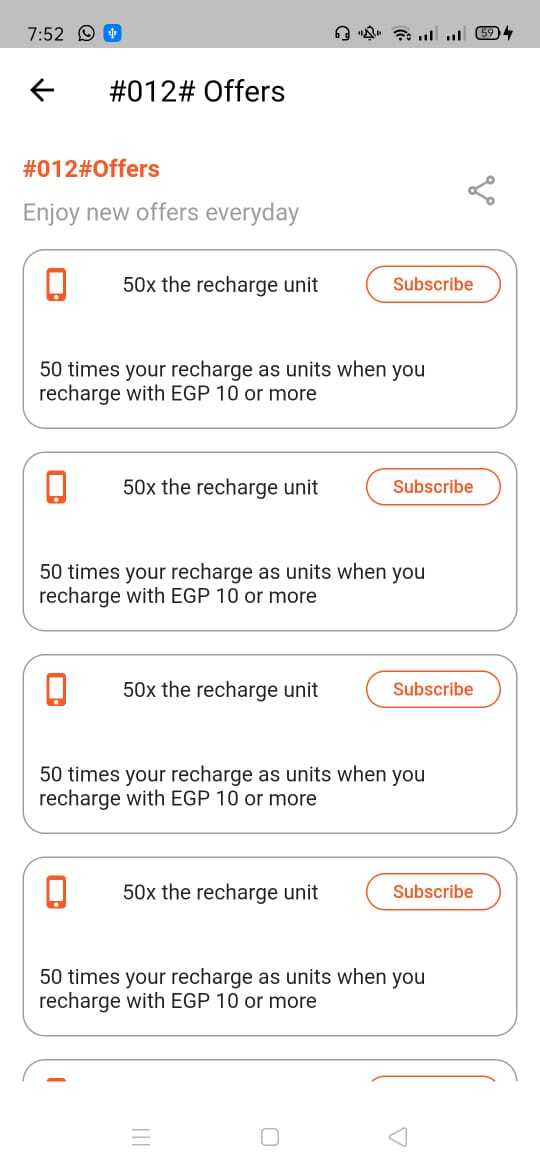 7:52
59
#012# Offers
#012#Offers
Enjoy new offers everyday
50x the recharge unit
Subscribe
50 times your recharge as units when you
recharge with EGP 10 or more
50x the recharge unit
Subscribe
50 times your recharge as units when you
recharge with EGP 10 or more
50x the recharge unit
Subscribe
50 times your recharge as units when you
recharge with EGP 10 or more
50x the recharge unit
Subscribe
50 times your recharge as units when you
recharge with EGP 10 or more